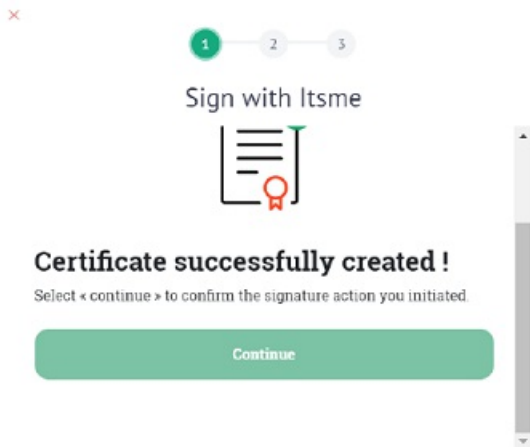 1 2 3
Sign with Itsme
Certificate successfully created !
Select « continue » to confirm the signature action you initiated.
Continue